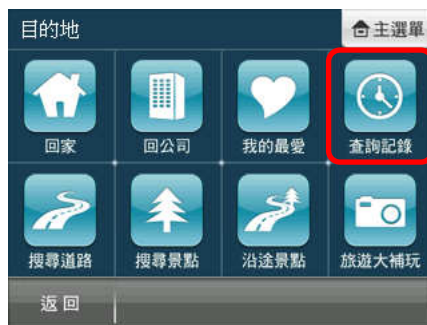 目的地
主選單
回家 回公司 我的最愛 查詢記錄
搜尋道路 搜尋景點 沿途景點 旅遊大補玩
返回